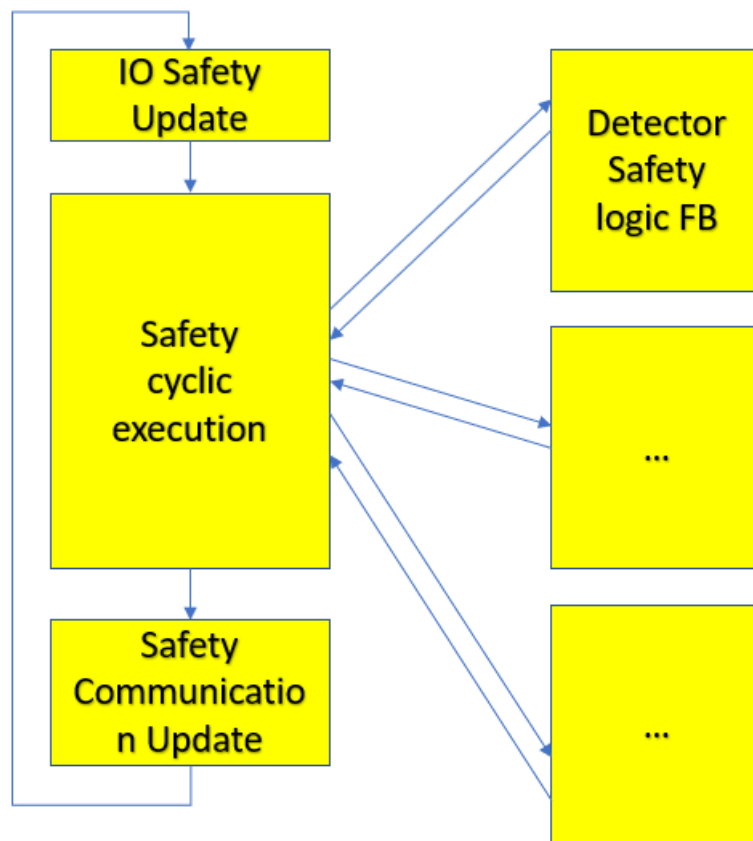 IO Safety
Update
Safety
cyclic
execution
Safety
Communicatio
n Update
Detector
Safety
logic FB
...
...